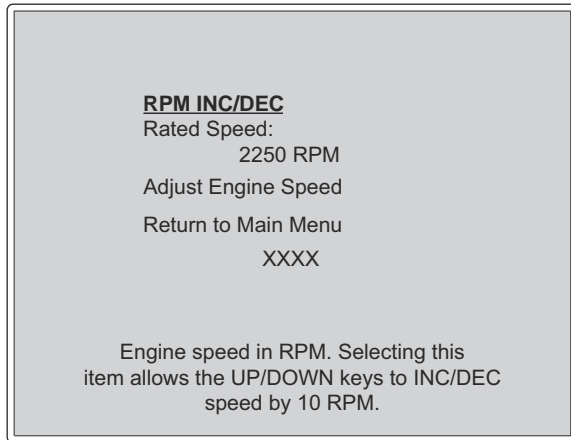 RPM INC/DEC
Rated Speed:
2250 RPM
Adjust Engine Speed
Return to Main Menu
XXXX
Engine speed in RPM. Selecting this
item allows the UP/DOWN keys to INC/DEC
speed by 10 RPM.